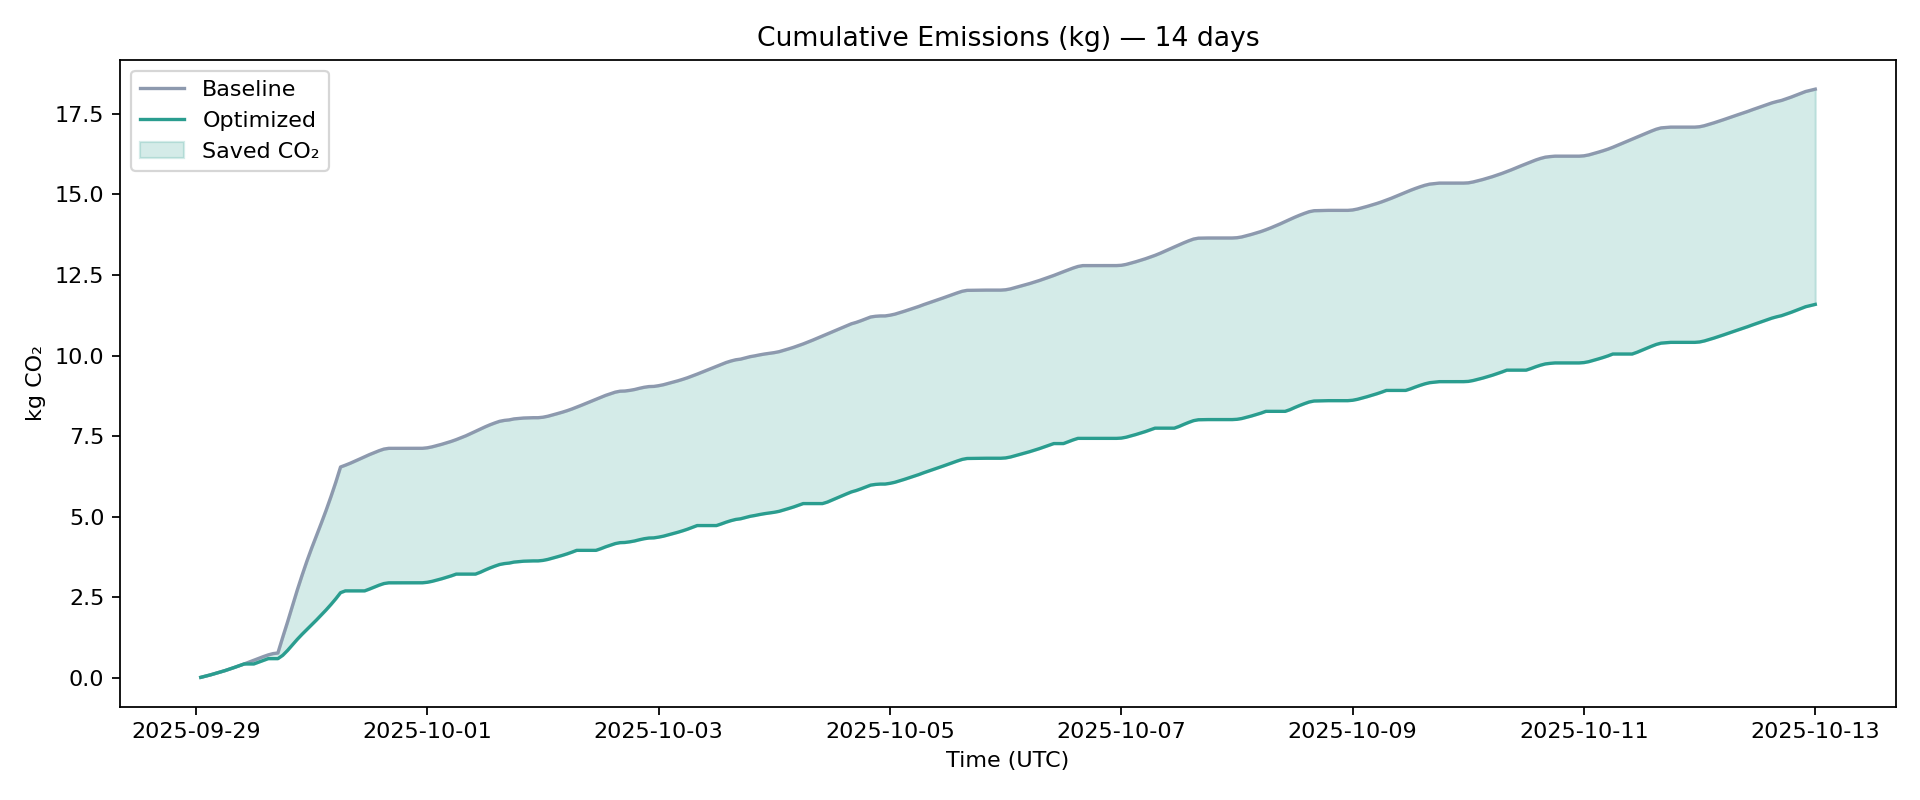 Cumulative Emissions (kg) — 14 days
Baseline
Optimized
Saved CO₂
kg CO₂
17.5
15.0
12.5
10.0
7.5
5.0
2.5
0.0
2025-09-29
2025-10-01
2025-10-03
2025-10-05
2025-10-07
2025-10-09
2025-10-11
2025-10-13
Time (UTC)